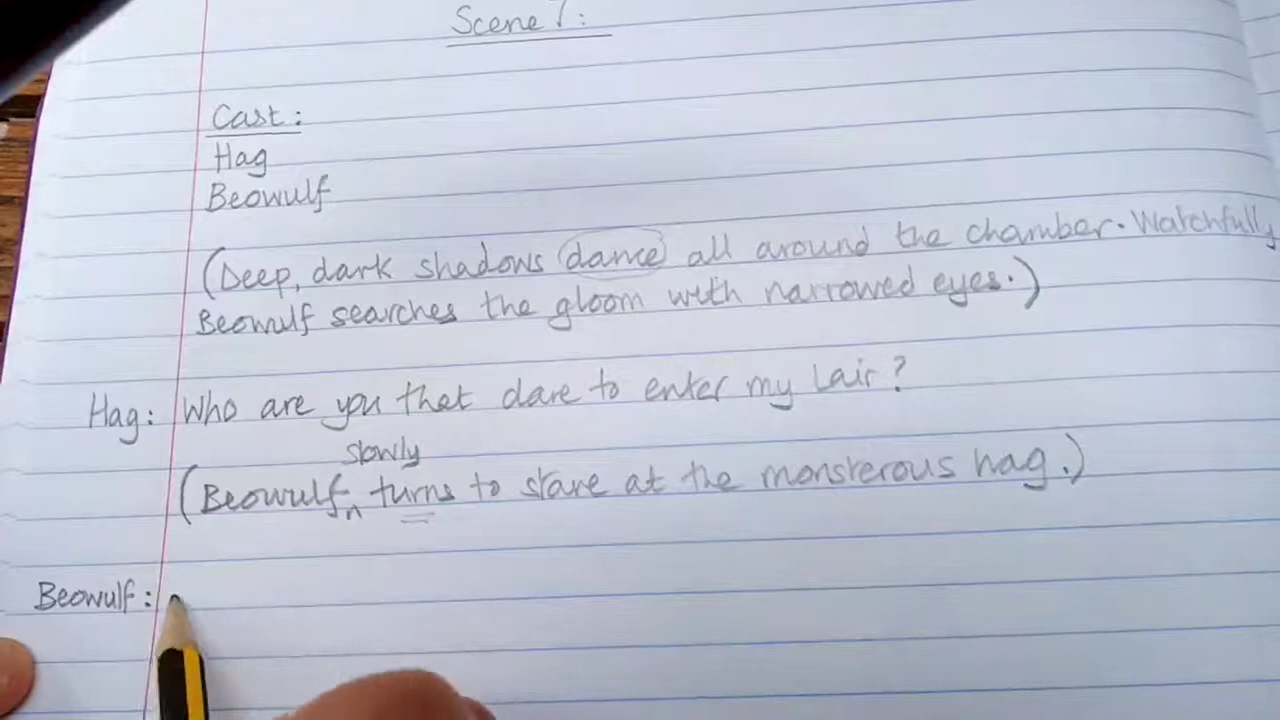 Scene 7:
Cast:
Hag
Beowulf
(Deep, dark shadows dance all around the chamber. Watchfully
Beowulf searches the gloom with narrowed eyes.)
Hag: Who are you that dare to enter my lair?
slowly
(Beowulf turns to stare at the monsterous hag.)
Beowulf: